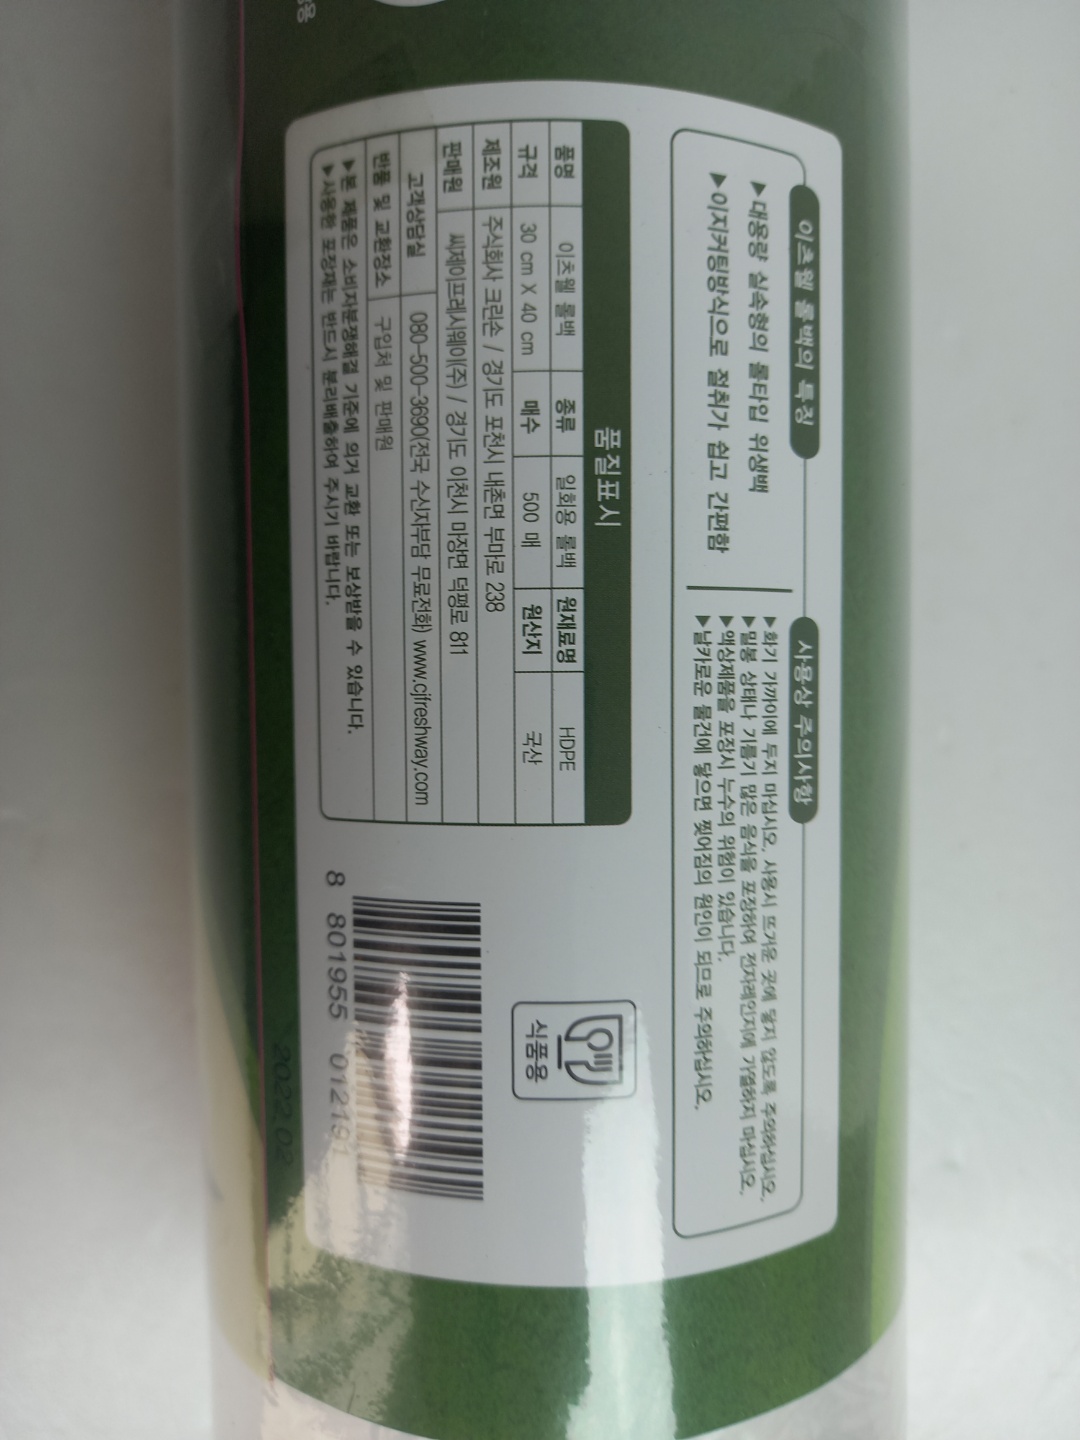 이츠웰 롤백의 특징
▶대용량 실속형의 롤타입 위생백
▶이지커팅방식으로 절취가 쉽고 간편함
사용상 주의사항
▶화기 가까이에 두지 마십시오. 사용시 뜨거운 곳에 닿지 않도록 주의하십시오.
▶밀봉 상태나 기름기 많은 음식을 포장하여 전자레인지에 가열하지 마십시오.
▶액상제품을 포장시 누수의 위험이 있습니다.
▶날카로운 물건에 닿으면 찢어짐의 원인이 되므로 주의하십시오.
품질표시
품명 이츠웰 롤백 종류 일회용 롤백 원재료명 HDPE
규격 30 cm X 40 cm 매수 500 매 원산지 국산
제조원 주식회사 크린손 / 경기도 포천시 내촌면 부마로 238
판매원 씨제이프레시웨이(주) / 경기도 이천시 마장면 덕평로 811
고객상담실 080-500-3690(전국 수신자부담 무료전화) www.cjfreshway.com
반품 및 교환장소 구입처 및 판매원
▶본 제품은 소비자분쟁해결 기준에 의거 교환 또는 보상받을 수 있습니다.
▶사용한 포장재는 반드시 분리배출하여 주시기 바랍니다.
식품용
8 801955 012191
2022.02